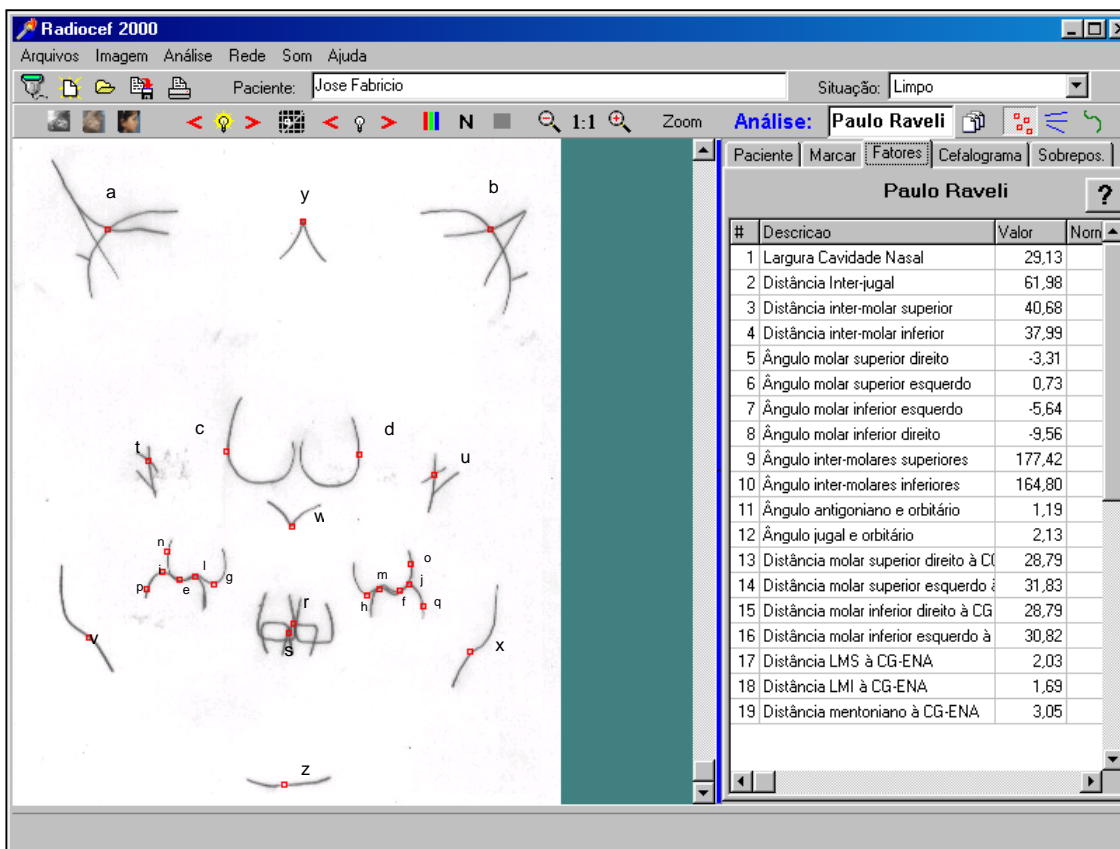 Radiocef 2000
Arquivos Imagem Análise Rede Som Ajuda
Paciente: Jose Fabricio Situação: Limpo
< > < > N 1:1 Zoom Análise: Paulo Raveli
Paciente Marcar Fatores Cefalograma Sobrepos.
Paulo Raveli ?
# Descricao Valor Norn
1 Largura Cavidade Nasal 29,13
2 Distância Inter-jugal 61,98
3 Distância inter-molar superior 40,68
4 Distância inter-molar inferior 37,99
5 Ângulo molar superior direito -3,31
6 Ângulo molar superior esquerdo 0,73
7 Ângulo molar inferior esquerdo -5,64
8 Ângulo molar inferior direito -9,56
9 Ângulo inter-molares superiores 177,42
10 Ângulo inter-molares inferiores 164,80
11 Ângulo antigoniano e orbitário 1,19
12 Ângulo jugal e orbitário 2,13
13 Distância molar superior direito à C( 28,79
14 Distância molar superior esquerdo à 31,83
15 Distância molar inferior direito à CG 28,79
16 Distância molar inferior esquerdo à 30,82
17 Distância LMS à CG-ENA 2,03
18 Distância LMI à CG-ENA 1,69
19 Distância mentoniano à CG-ENA 3,05
a y b
c d
t u
w
n l o
i m j
p e g h f q
r
v s x
z